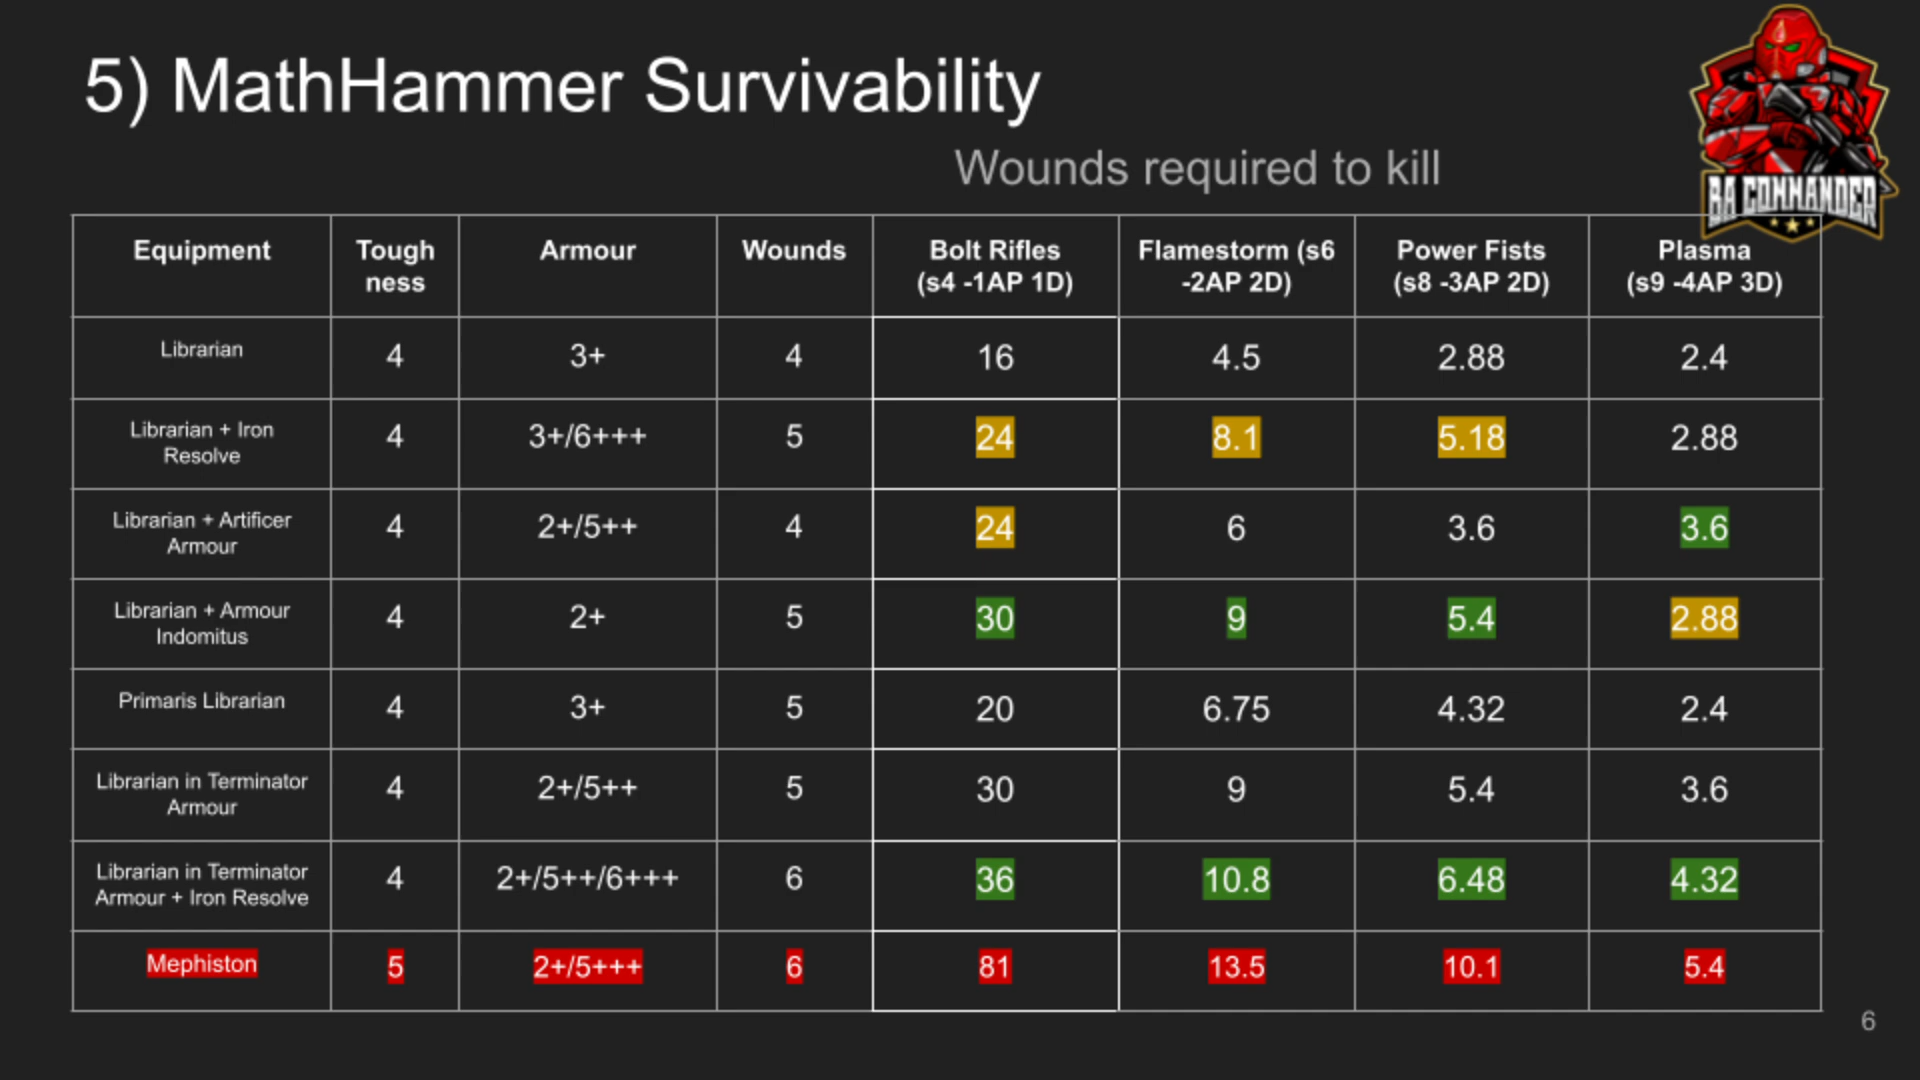 5) MathHammer Survivability
Wounds required to kill
BA COMMANDER
Equipment
Tough
ness
Armour
Wounds
Bolt Rifles
(s4 -1AP 1D)
Flamestorm (s6
-2AP 2D)
Power Fists
(s8 -3AP 2D)
Plasma
(s9 -4AP 3D)
Librarian
4
3+
4
16
4.5
2.88
2.4
Librarian + Iron
Resolve
4
3+/6+++
5
24
8.1
5.18
2.88
Librarian + Artificer
Armour
4
2+/5++
4
24
6
3.6
3.6
Librarian + Armour
Indomitus
4
2+
5
30
9
5.4
2.88
Primaris Librarian
4
3+
5
20
6.75
4.32
2.4
Librarian in Terminator
Armour
4
2+/5++
5
30
9
5.4
3.6
Librarian in Terminator
Armour + Iron Resolve
4
2+/5++/6+++
6
36
10.8
6.48
4.32
Mephiston
5
2+/5+++
6
81
13.5
10.1
5.4
6